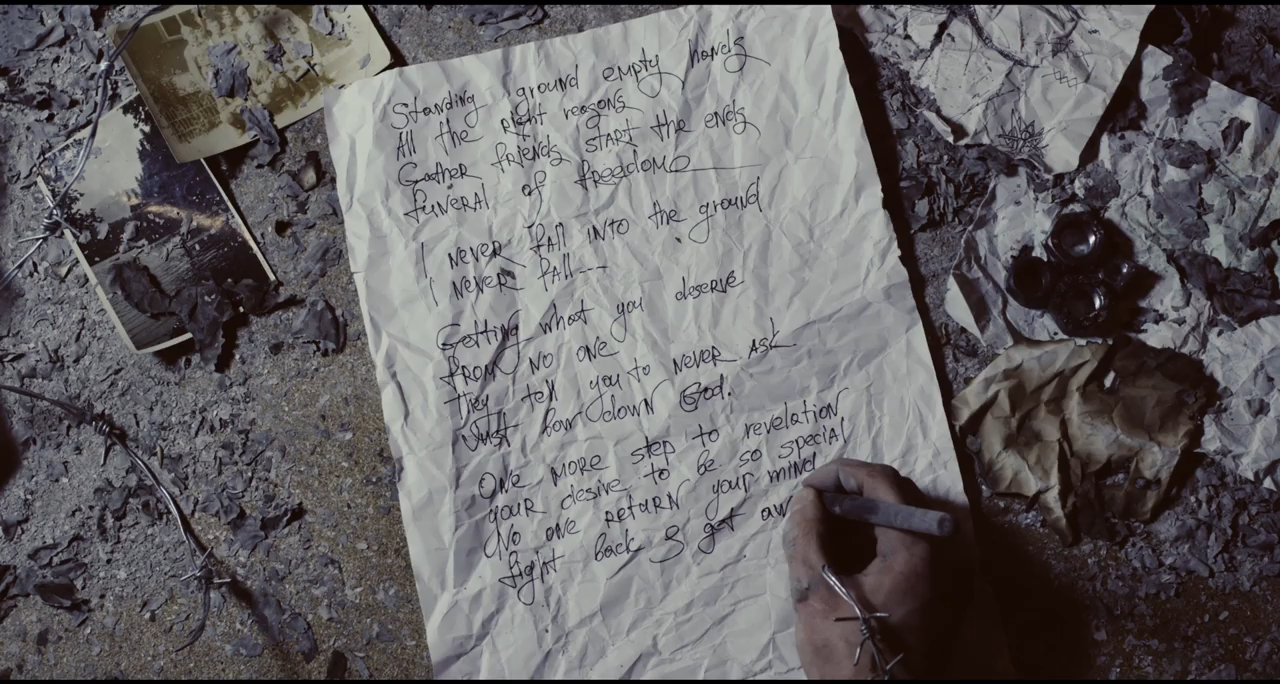 Standing ground empty hands
All the right reasons
Gather friends START the ends
funeral of freedome
I never fall into the ground
I never fall---
Getting what you deserve
from no one
They tell you to never ask
Just bow down God.
One more step to revelation
your desire to be so special
No one return your mind
fight back & get aw